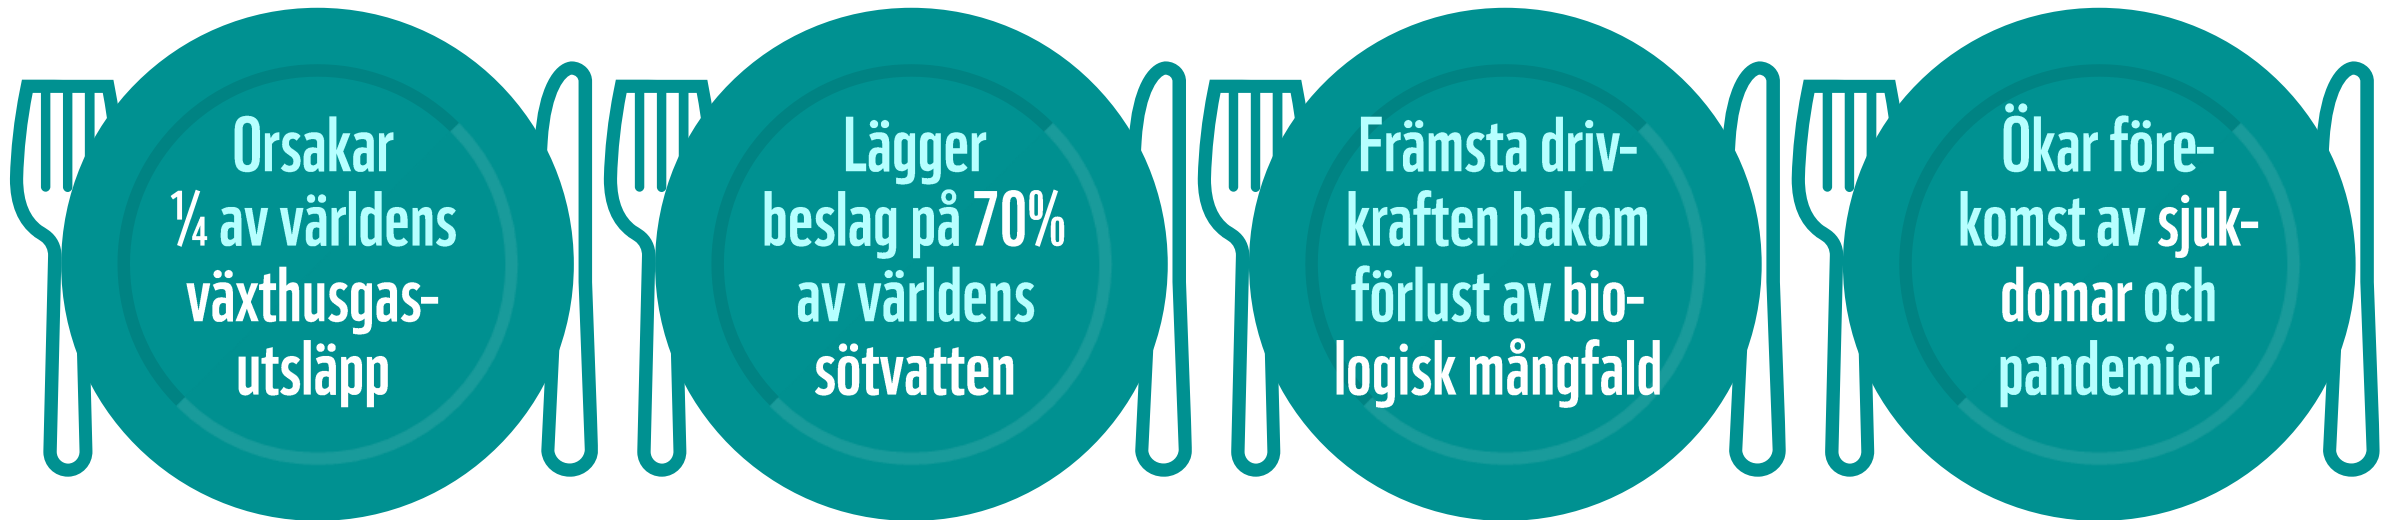 Orsakar
¼ av världens
växthusgas-
utsläpp
Lägger
beslag på 70%
av världens
sötvatten
Främsta driv-
kraften bakom
förlust av bio-
logisk mångfald
Ökar före-
komst av sjuk-
domar och
pandemier